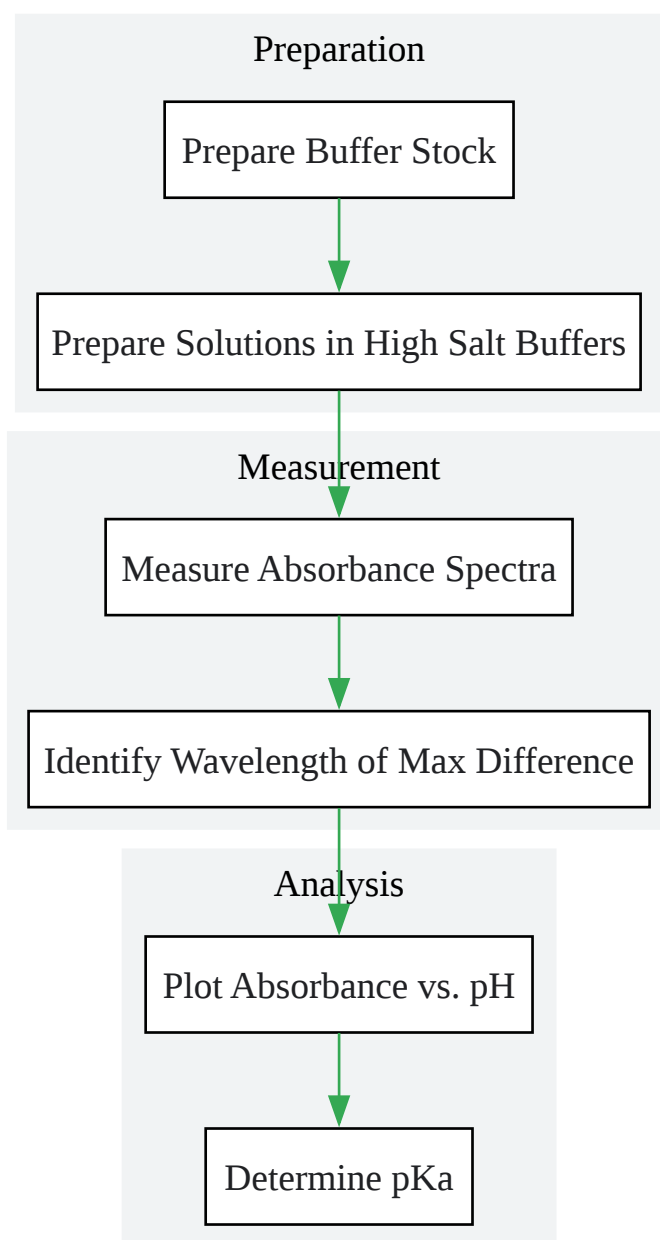 Preparation
Prepare Buffer Stock
Prepare Solutions in High Salt Buffers
Measurement
Measure Absorbance Spectra
Identify Wavelength of Max Difference
Analysis
Plot Absorbance vs. pH
Determine pKa